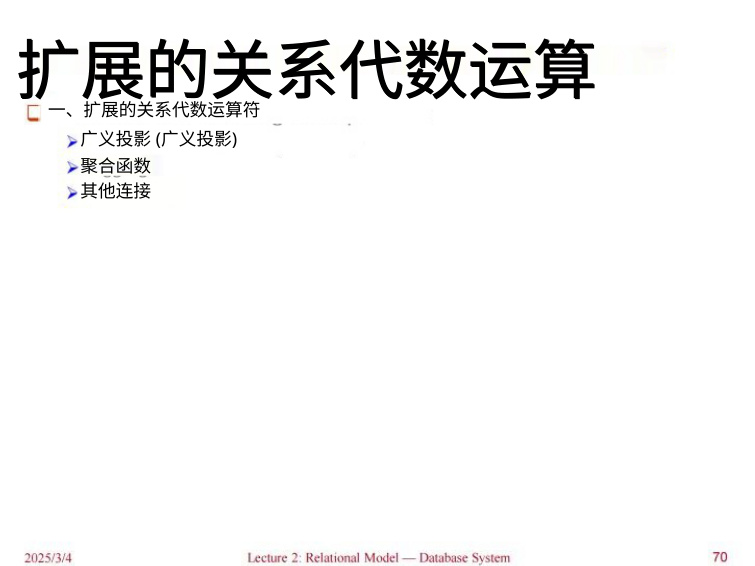 扩展的关系代数运算
一、扩展的关系代数运算符
广义投影 (广义投影)
聚合函数
其他连接
2025/3/4
Lecture 2: Relational Model — Database System
70